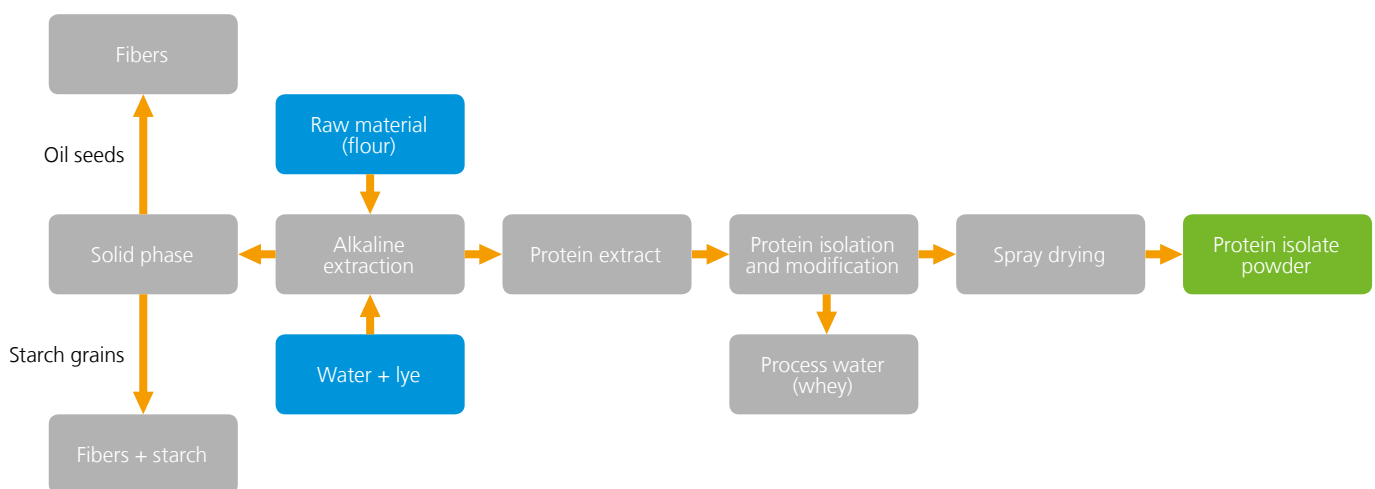 Fibers
Raw material
(flour)
Oil seeds
Solid phase
Alkaline
extraction
Protein extract
Protein isolation
and modification
Spray drying
Protein isolate
powder
Starch grains
Water + lye
Process water
(whey)
Fibers + starch